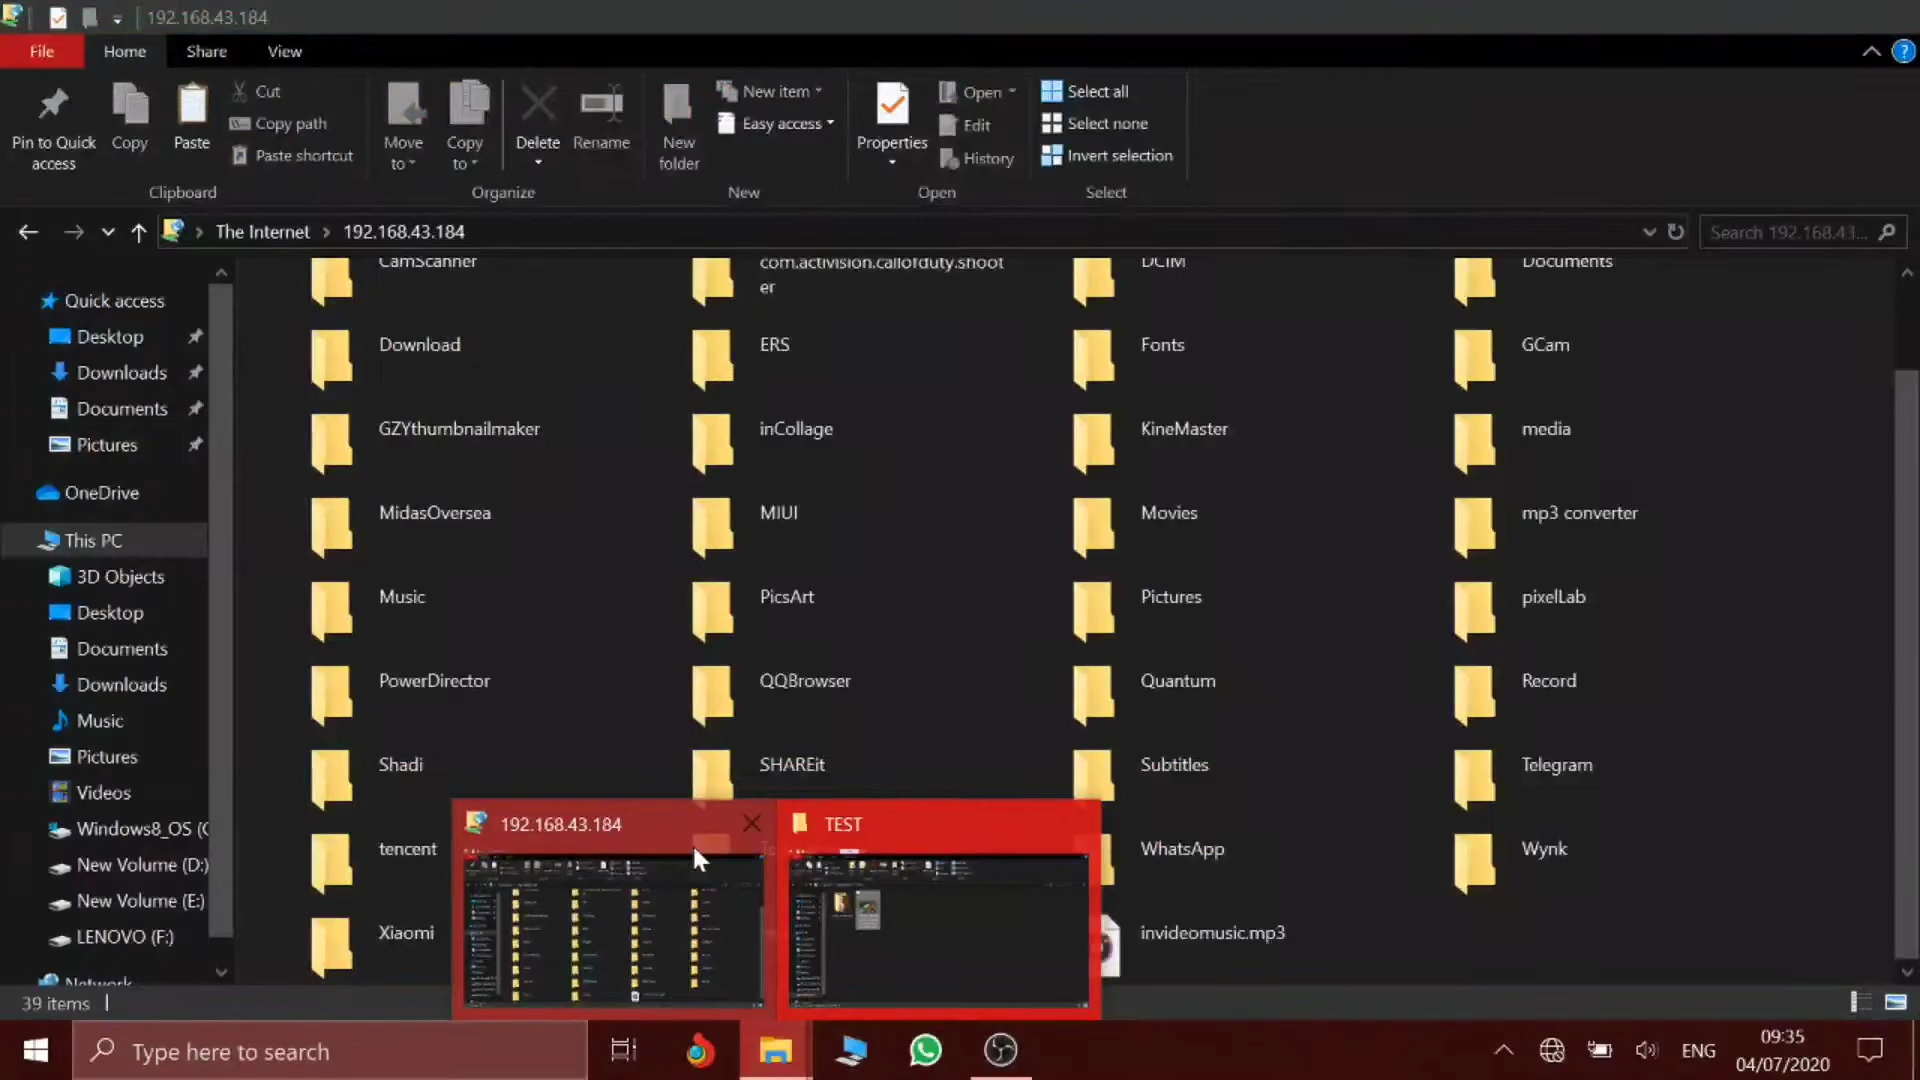 192.168.43.184
File Home Share View
Pin to Quick access
Copy
Paste
Cut
Copy path
Paste shortcut
Clipboard
Move to
Copy to
Delete
Rename
Organize
New folder
New item
Easy access
New
Properties
Open
Edit
History
Open
Select all
Select none
Invert selection
Select
The Internet > 192.168.43.184
Search 192.168.43...
Quick access
Desktop
Downloads
Documents
Pictures
OneDrive
This PC
3D Objects
Desktop
Documents
Downloads
Music
Pictures
Videos
Windows8_OS (C
New Volume (D:)
New Volume (E:)
LENOVO (F:)
Network
CamScanner
com.activision.callofduty.shoot
er
DCIM
Documents
Download
ERS
Fonts
GCam
GZYthumbnailmaker
inCollage
KineMaster
media
MidasOversea
MIUI
Movies
mp3 converter
Music
PicsArt
Pictures
pixelLab
PowerDirector
QQBrowser
Quantum
Record
Shadi
SHAREit
Subtitles
Telegram
tencent
WhatsApp
Wynk
Xiaomi
invideomusic.mp3
192.168.43.184
TEST
39 items
Type here to search
ENG
09:35
04/07/2020